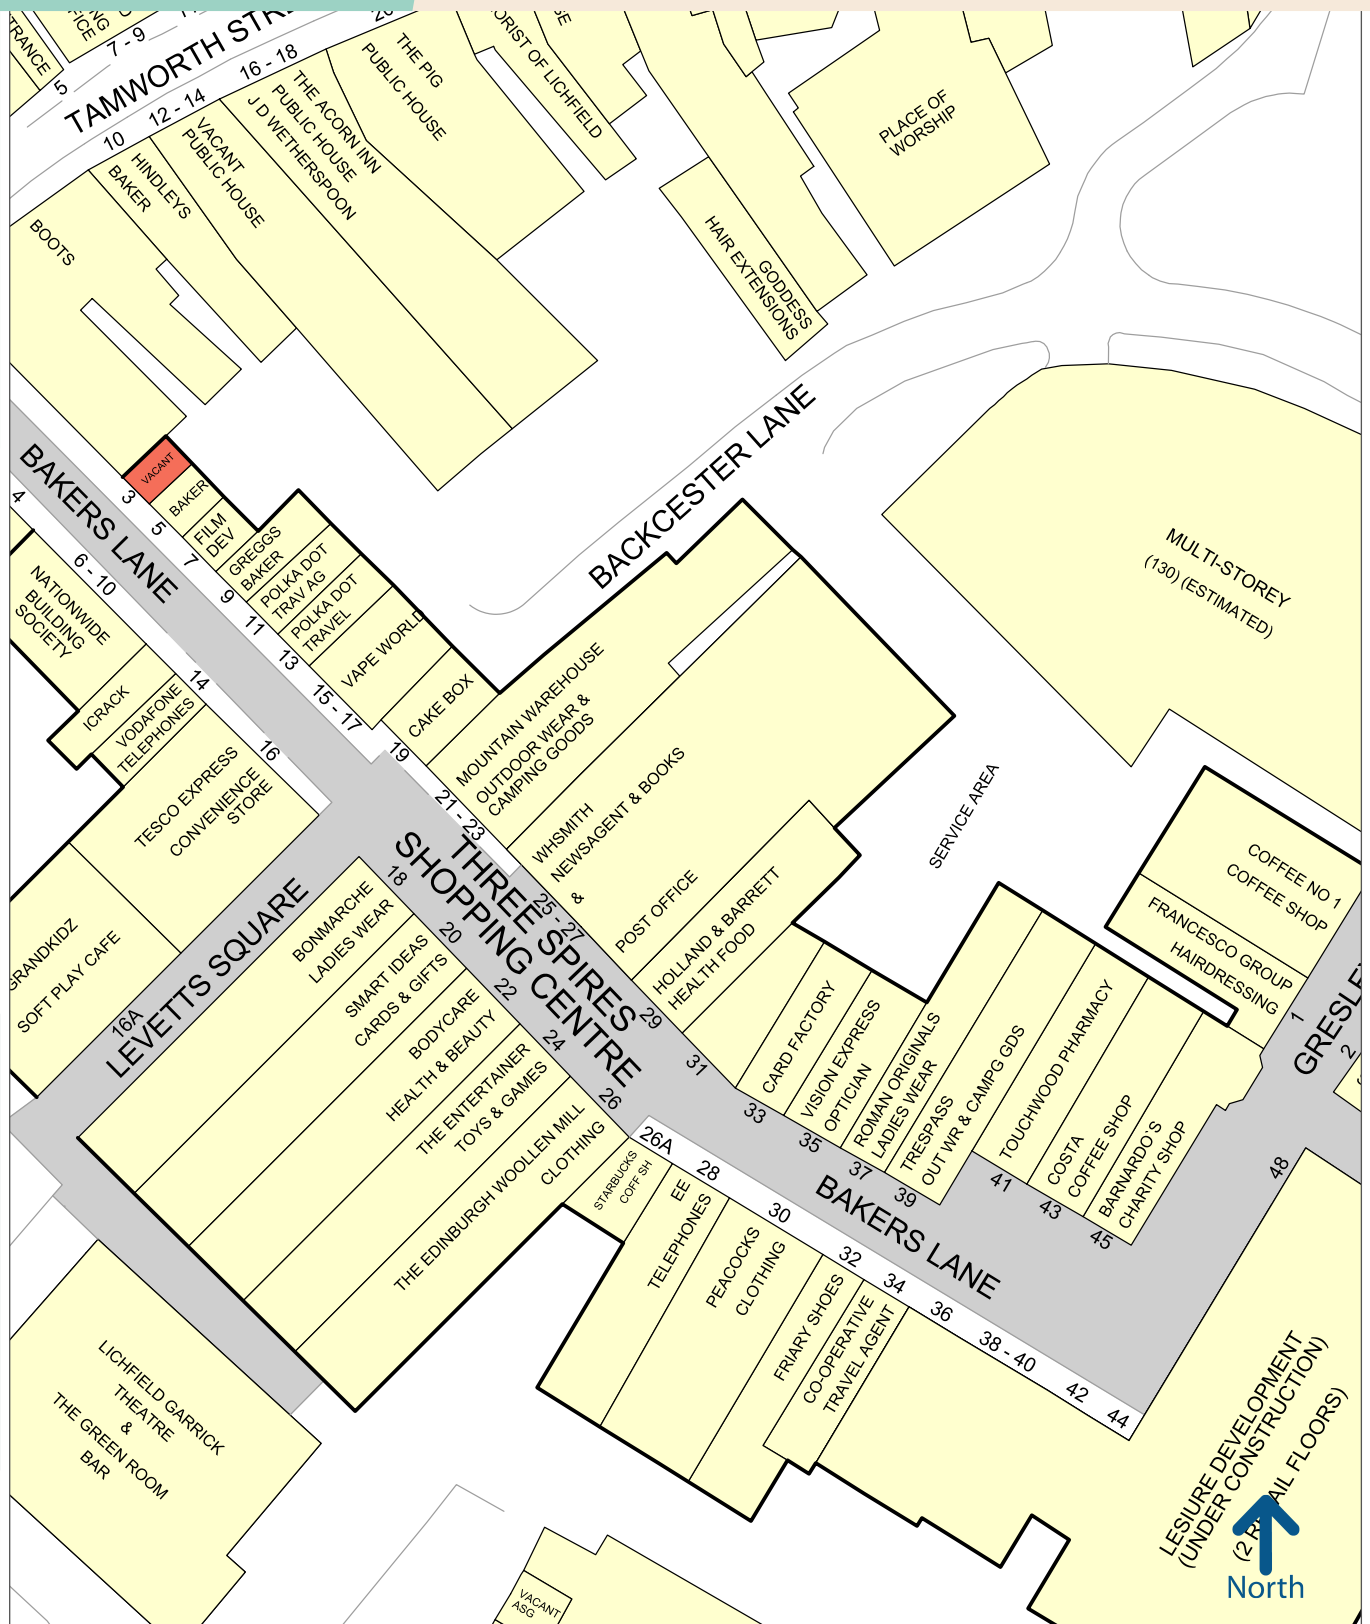 TRANCE
5
7 - 9
TAMWORTH STRE
10
12 - 14
16 - 18
20
THE PIG
PUBLIC HOUSE
THE ACORN INN
PUBLIC HOUSE
J D WETHERSPOON
VACANT
PUBLIC HOUSE
HINDLEYS
BAKER
BOOTS
ORIST OF LICHFIELD
PLACE OF
WORSHIP
GODDESS
HAIR EXTENSIONS
BACKCESTER LANE
MULTI-STOREY
(130) (ESTIMATED)
SERVICE AREA
BAKERS LANE
3
VACANT
5
BAKER
7
FILM
DEV
9
GREGGS
BAKER
11
POLKA DOT
TRAV AG
13
POLKA DOT
TRAVEL
15 - 17
VAPE WORLD
19
CAKE BOX
21 - 23
MOUNTAIN WAREHOUSE
OUTDOOR WEAR &
CAMPING GOODS
25 - 27
WHSMITH
NEWSAGENT & BOOKS
&
POST OFFICE
29
HOLLAND & BARRETT
HEALTH FOOD
31
33
CARD FACTORY
35
VISION EXPRESS
OPTICIAN
37
ROMAN ORIGINALS
LADIES WEAR
39
TRESPASS
OUT WR & CAMPG GDS
41
TOUCHWOOD PHARMACY
43
COSTA
COFFEE SHOP
45
BARNARDO`S
CHARITY SHOP
COFFEE NO 1
COFFEE SHOP
FRANCESCO GROUP
HAIRDRESSING
1
GRESLE
2
48
4
6 - 10
NATIONWIDE
BUILDING
SOCIETY
ICRACK
14
VODAFONE
TELEPHONES
16
TESCO EXPRESS
CONVENIENCE
STORE
GRANDKIDZ
SOFT PLAY CAFE
16A
LEVETTS SQUARE
THREE SPIRES
SHOPPING CENTRE
18
BONMARCHE
LADIES WEAR
20
SMART IDEAS
CARDS & GIFTS
22
BODYCARE
HEALTH & BEAUTY
24
THE ENTERTAINER
TOYS & GAMES
26
THE EDINBURGH WOOLLEN MILL
CLOTHING
26A
STARBUCKS
COFF SH
28
EE
TELEPHONES
30
PEACOCKS
CLOTHING
32
FRIARY SHOES
34
CO-OPERATIVE
TRAVEL AGENT
36
38 - 40
42
44
BAKERS LANE
LICHFIELD GARRICK
THEATRE
&
THE GREEN ROOM
BAR
VACANT
ASG
LESIURE DEVELOPMENT
(UNDER CONSTRUCTION)
(2 R AIL FLOORS)
North